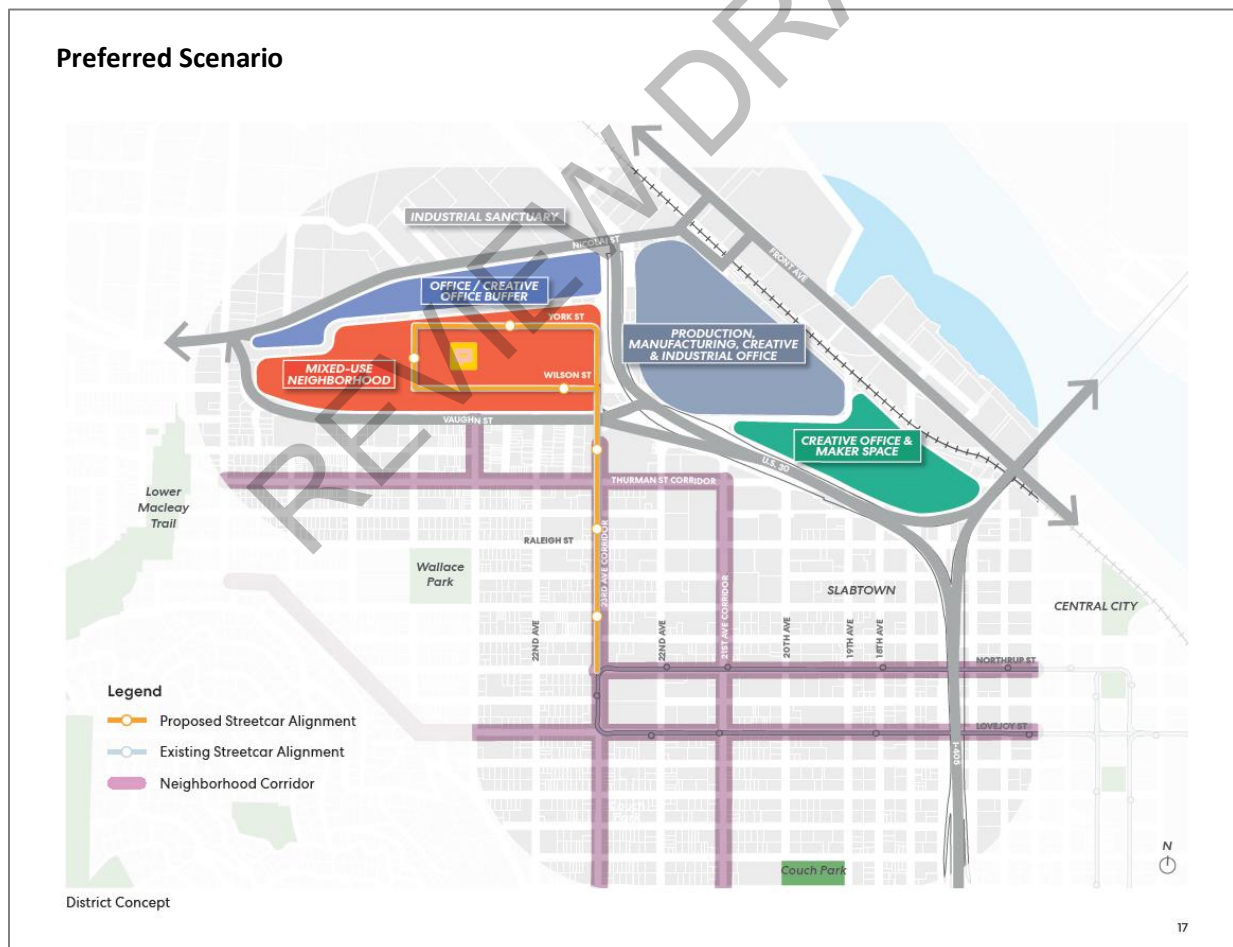 Preferred Scenario
REVIEW DRA
INDUSTRIAL SANCTUARY
NICOLAI ST
FRONT AVE
OFFICE / CREATIVE
OFFICE BUFFER
YORK ST
PRODUCTION,
MANUFACTURING, CREATIVE
& INDUSTRIAL OFFICE
MIXED-USE
NEIGHBORHOOD
WILSON ST
VAUGHN ST
CREATIVE OFFICE &
MAKER SPACE
U.S. 30
THURMAN ST CORRIDOR
Lower
Macleay
Trail
RALEIGH ST
23RD AVE CORRIDOR
Wallace
Park
21ST AVE CORRIDOR
SLABTOWN
CENTRAL CITY
22ND AVE
22ND AVE
20TH AVE
19TH AVE
18TH AVE
NORTHRUP ST
Legend
Proposed Streetcar Alignment
LOVEJOY ST
Existing Streetcar Alignment
I-405
Neighborhood Corridor
N
Couch Park
District Concept
17